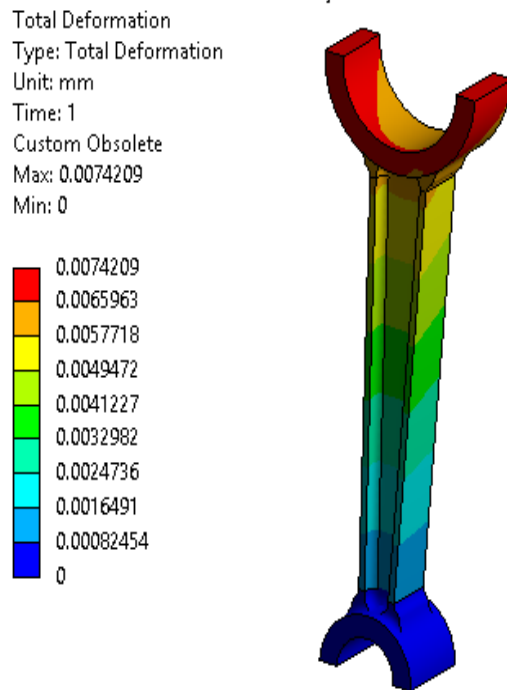 Total Deformation
Type: Total Deformation
Unit: mm
Time: 1
Custom Obsolete
Max: 0.0074209
Min: 0
0.0074209
0.0065963
0.0057718
0.0049472
0.0041227
0.0032982
0.0024736
0.0016491
0.00082454
0